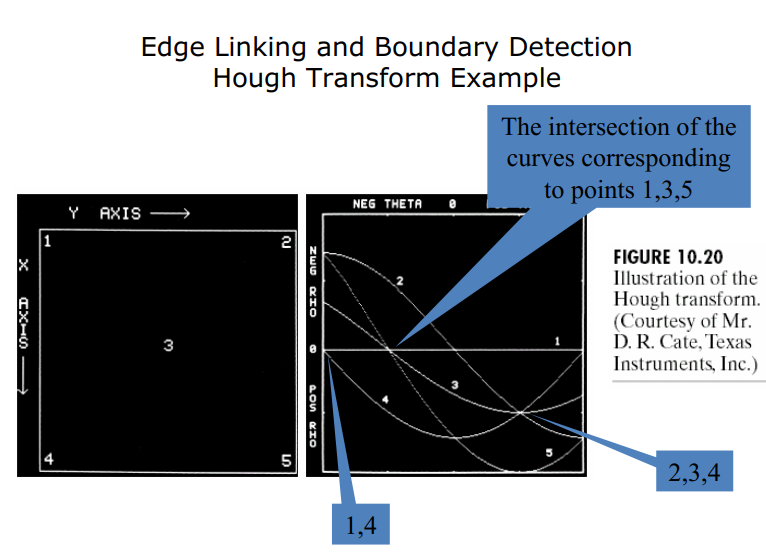 Edge Linking and Boundary Detection
Hough Transform Example
The intersection of the
curves corresponding
to points 1,3,5
Y AXIS
X AXIS
1
2
3
4
5
NEG THETA 0
NEG RHO
0
POS RHO
2
1
3
4
5
FIGURE 10.20
Illustration of the
Hough transform.
(Courtesy of Mr.
D. R. Cate, Texas
Instruments, Inc.)
2,3,4
1,4